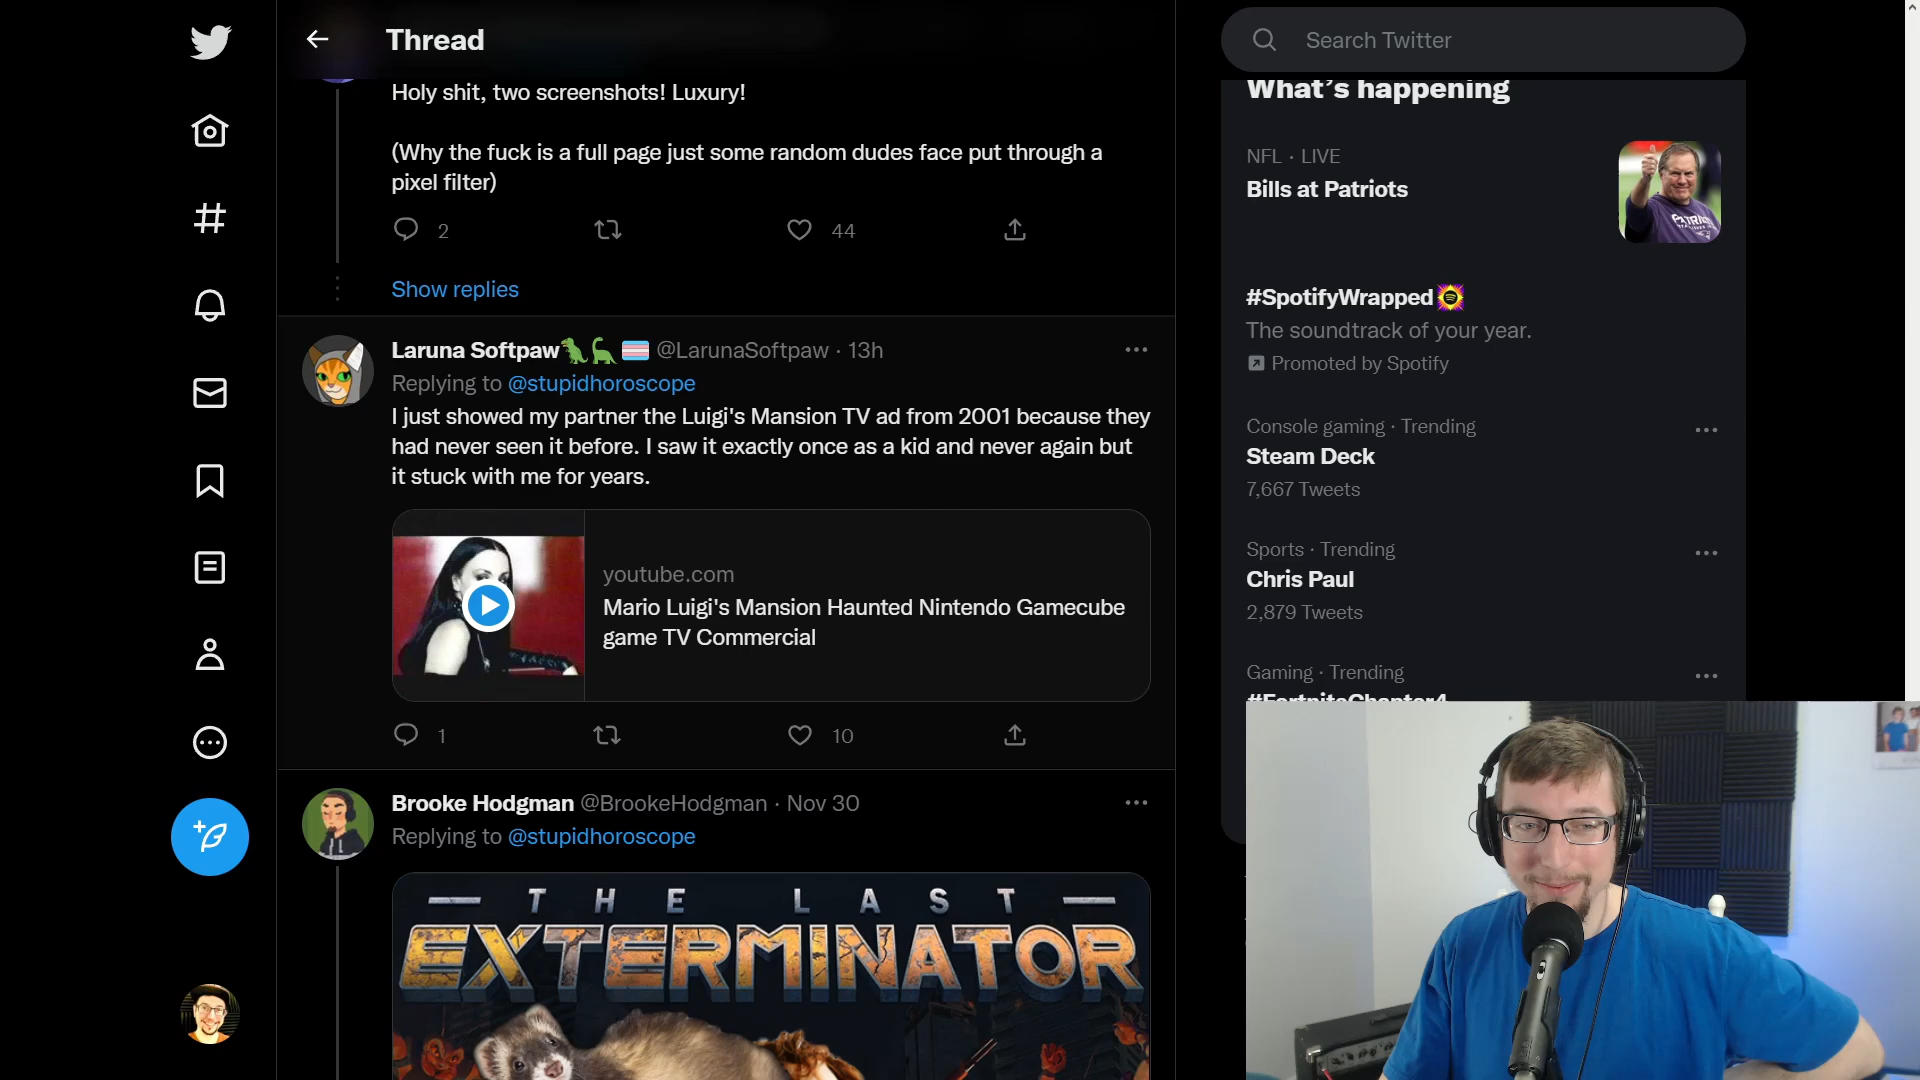 Thread
Search Twitter
Holy shit, two screenshots! Luxury!
(Why the fuck is a full page just some random dudes face put through a
pixel filter)
2
44
Show replies
Laruna Softpaw @LarunaSoftpaw · 13h
Replying to @stupidhoroscope
I just showed my partner the Luigi's Mansion TV ad from 2001 because they
had never seen it before. I saw it exactly once as a kid and never again but
it stuck with me for years.
youtube.com
Mario Luigi's Mansion Haunted Nintendo Gamecube
game TV Commercial
1
10
Brooke Hodgman @BrookeHodgman · Nov 30
Replying to @stupidhoroscope
THE LAST
EXTERMINATOR
What's happening
NFL · LIVE
Bills at Patriots
#SpotifyWrapped
The soundtrack of your year.
Promoted by Spotify
Console gaming · Trending
Steam Deck
7,667 Tweets
Sports · Trending
Chris Paul
2,879 Tweets
Gaming · Trending
#FortniteChapter4